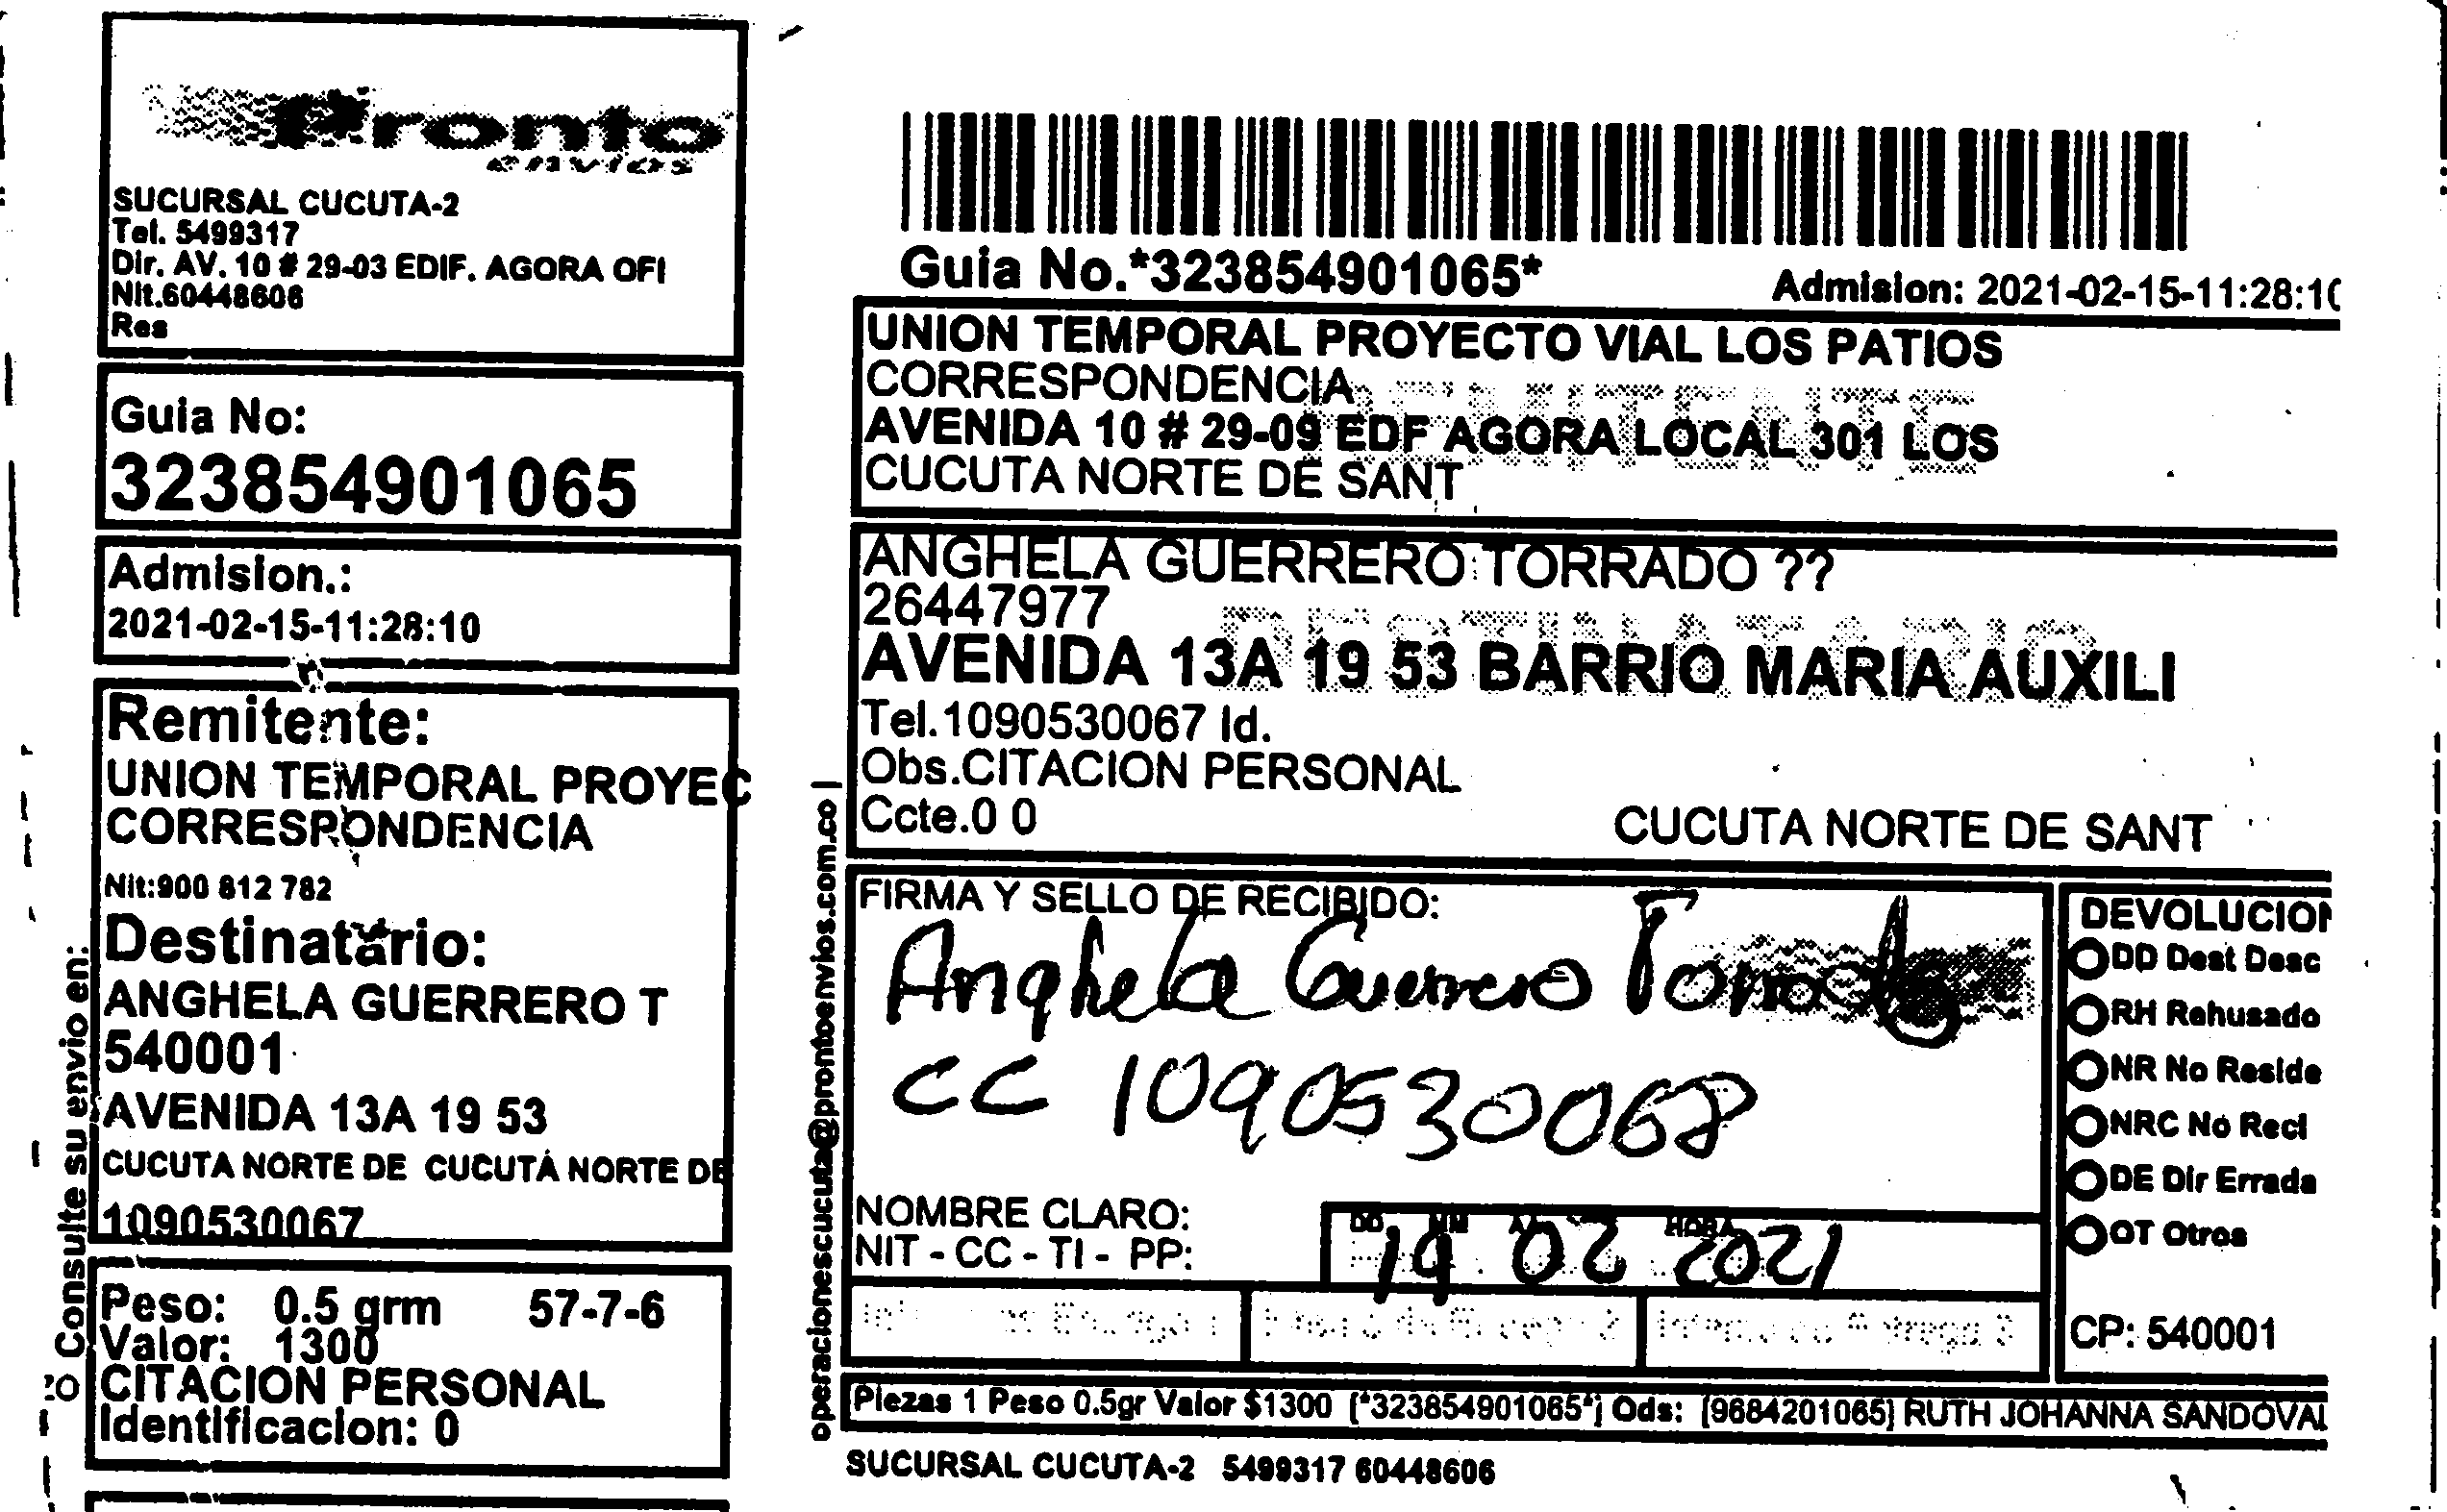 Pronto
envios
SUCURSAL CUCUTA-2
Tel. 5499317
Dir. AV. 10 # 29-03 EDIF. AGORA OFI
Nit.60448606
Res
Guia No:
323854901065
Admision.:
2021-02-15-11:28:10
Remitente:
UNION TEMPORAL PROYEC
CORRESPONDENCIA
Nit:900 812 782
Destinatario:
ANGHELA GUERRERO T
540001
AVENIDA 13A 19 53
CUCUTA NORTE DE CUCUTA NORTE DE
1090530067
Peso: 0.5 grm 57-7-6
Valor: 1300
CITACION PERSONAL
Identificacion: 0
Consulte su envio en:
Guia No.*323854901065*
Admision: 2021-02-15-11:28:10
UNION TEMPORAL PROYECTO VIAL LOS PATIOS
CORRESPONDENCIA
REMITENTE
AVENIDA 10 # 29-09 EDF AGORA LOCAL 301 LOS
CUCUTA NORTE DE SANT
ANGHELA GUERRERO TORRADO ??
26447977
DESTINATARIO
AVENIDA 13A 19 53 BARRIO MARIA AUXILI
Tel.1090530067 Id.
Obs.CITACION PERSONAL
Ccte.0 0
CUCUTA NORTE DE SANT
operacionescucuta@prontoenvios.com.co |
FIRMA Y SELLO DE RECIBIDO:
Anghela Guerrero Torrado
CC 1090530068
NOMBRE CLARO:
NIT - CC - TI - PP:
DD MM AA HORA
19 02 2021
DEVOLUCION
DD Dest Desc
RH Rehusado
NR No Reside
NRC No Recl
DE Dir Errada
OT Otros
CP: 540001
Piezas 1 Peso 0.5gr Valor $1300 [*323854901065*] Ods: [9684201065] RUTH JOHANNA SANDOVAL
SUCURSAL CUCUTA-2 5499317 60448606